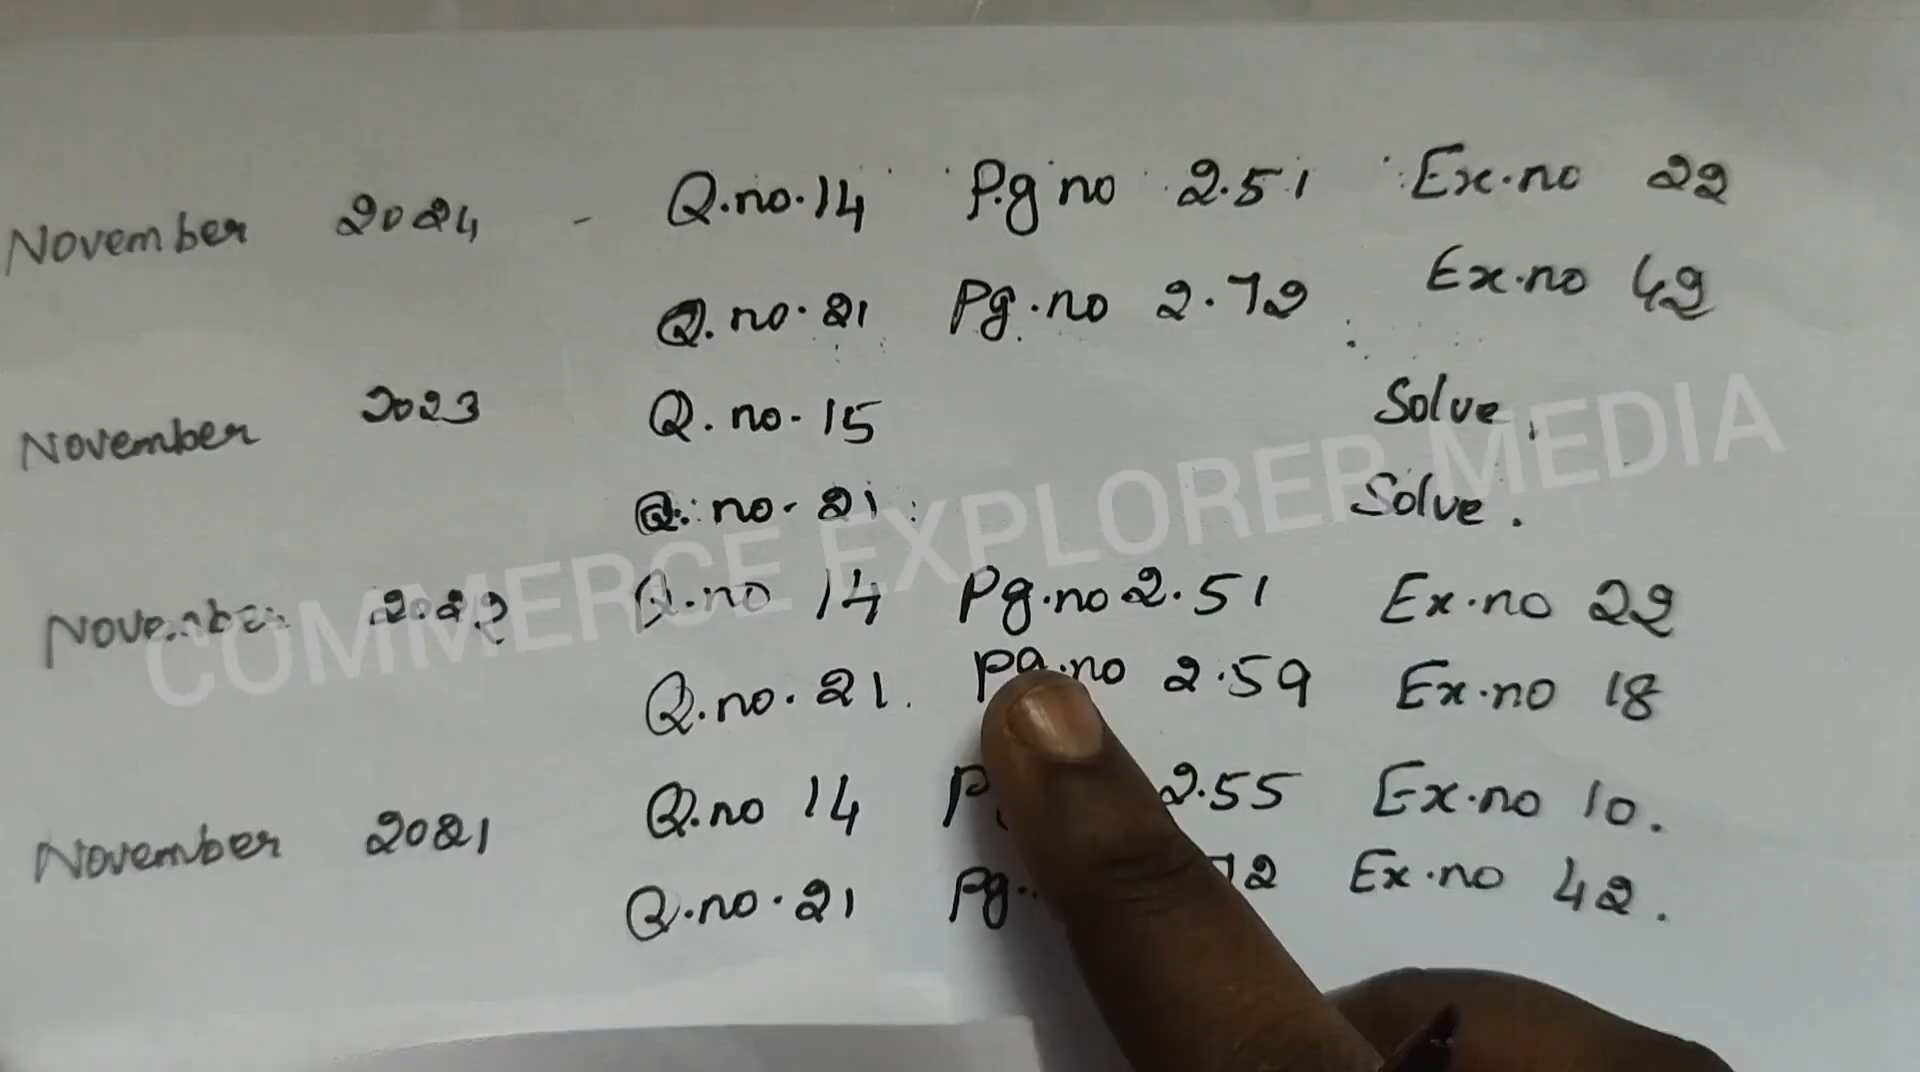 November 2024 - Q.no.14 P.g no 2.51 Ex.no 22
Q.no.21 Pg.no 2.72 Ex.no 42
November 2023 Q.no-15 Solve.
Q.no-21 Solve.
November 2022 Q.no 14 Pg.no 2.51 Ex.no 22
Q.no.21. Pg.no 2.59 Ex.no 18
November 2021 Q.no 14 2.55 Ex.no 10.
Q.no.21 Pg. Ex.no 42.
COMMERCE EXPLORER MEDIA